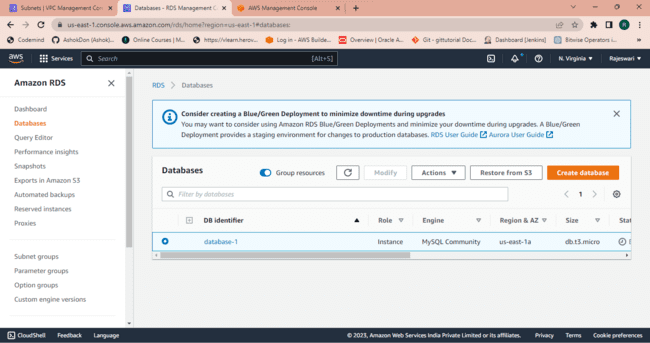 Subnets | VPC Management Con
Databases - RDS Management Co
AWS Management Console
us-east-1.console.aws.amazon.com/rds/home?region=us-east-1#databases:
Codemind
AshokDon (Ashok)...
Online Courses | M...
https://vlearn.herov...
Log in - AWS Builde...
Overview | Oracle A...
Git - gittutorial Doc...
Dashboard [Jenkins]
Bitwise Operators i...
»
aws
Services
Search
[Alt+S]
N. Virginia
Rajeswari
Amazon RDS
Dashboard
Databases
Query Editor
Performance insights
Snapshots
Exports in Amazon S3
Automated backups
Reserved instances
Proxies
Subnet groups
Parameter groups
Option groups
Custom engine versions
RDS > Databases
Consider creating a Blue/Green Deployment to minimize downtime during upgrades
You may want to consider using Amazon RDS Blue/Green Deployments and minimize your downtime during upgrades. A Blue/Green
Deployment provides a staging environment for changes to production databases. RDS User Guide Aurora User Guide
Databases
Group resources
Modify
Actions
Restore from S3
Create database
Filter by databases
1
DB identifier Role Engine Region & AZ Size Stat
database-1 Instance MySQL Community us-east-1a db.t3.micro
CloudShell Feedback Language © 2023, Amazon Web Services India Private Limited or its affiliates. Privacy Terms Cookie preferences